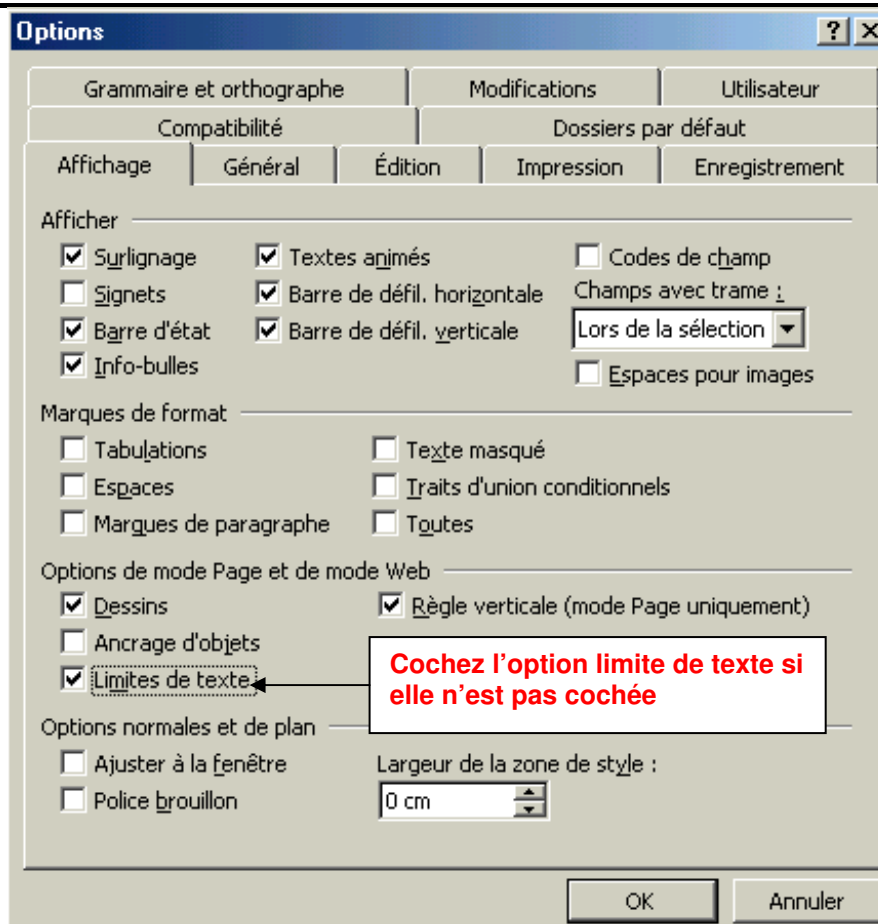 Options
Grammaire et orthographe Modifications Utilisateur
Compatibilité Dossiers par défaut
Affichage Général Édition Impression Enregistrement
Afficher
Surlignage Textes animés Codes de champ
Signets Barre de défil. horizontale Champs avec trame :
Barre d'état Barre de défil. verticale Lors de la sélection
Info-bulles Espaces pour images
Marques de format
Tabulations Texte masqué
Espaces Traits d'union conditionnels
Marques de paragraphe Toutes
Options de mode Page et de mode Web
Dessins Règle verticale (mode Page uniquement)
Ancrage d'objets
Limites de texte
Cochez l’option limite de texte si
elle n’est pas cochée
Options normales et de plan
Ajuster à la fenêtre Largeur de la zone de style :
Police brouillon 0 cm
OK Annuler